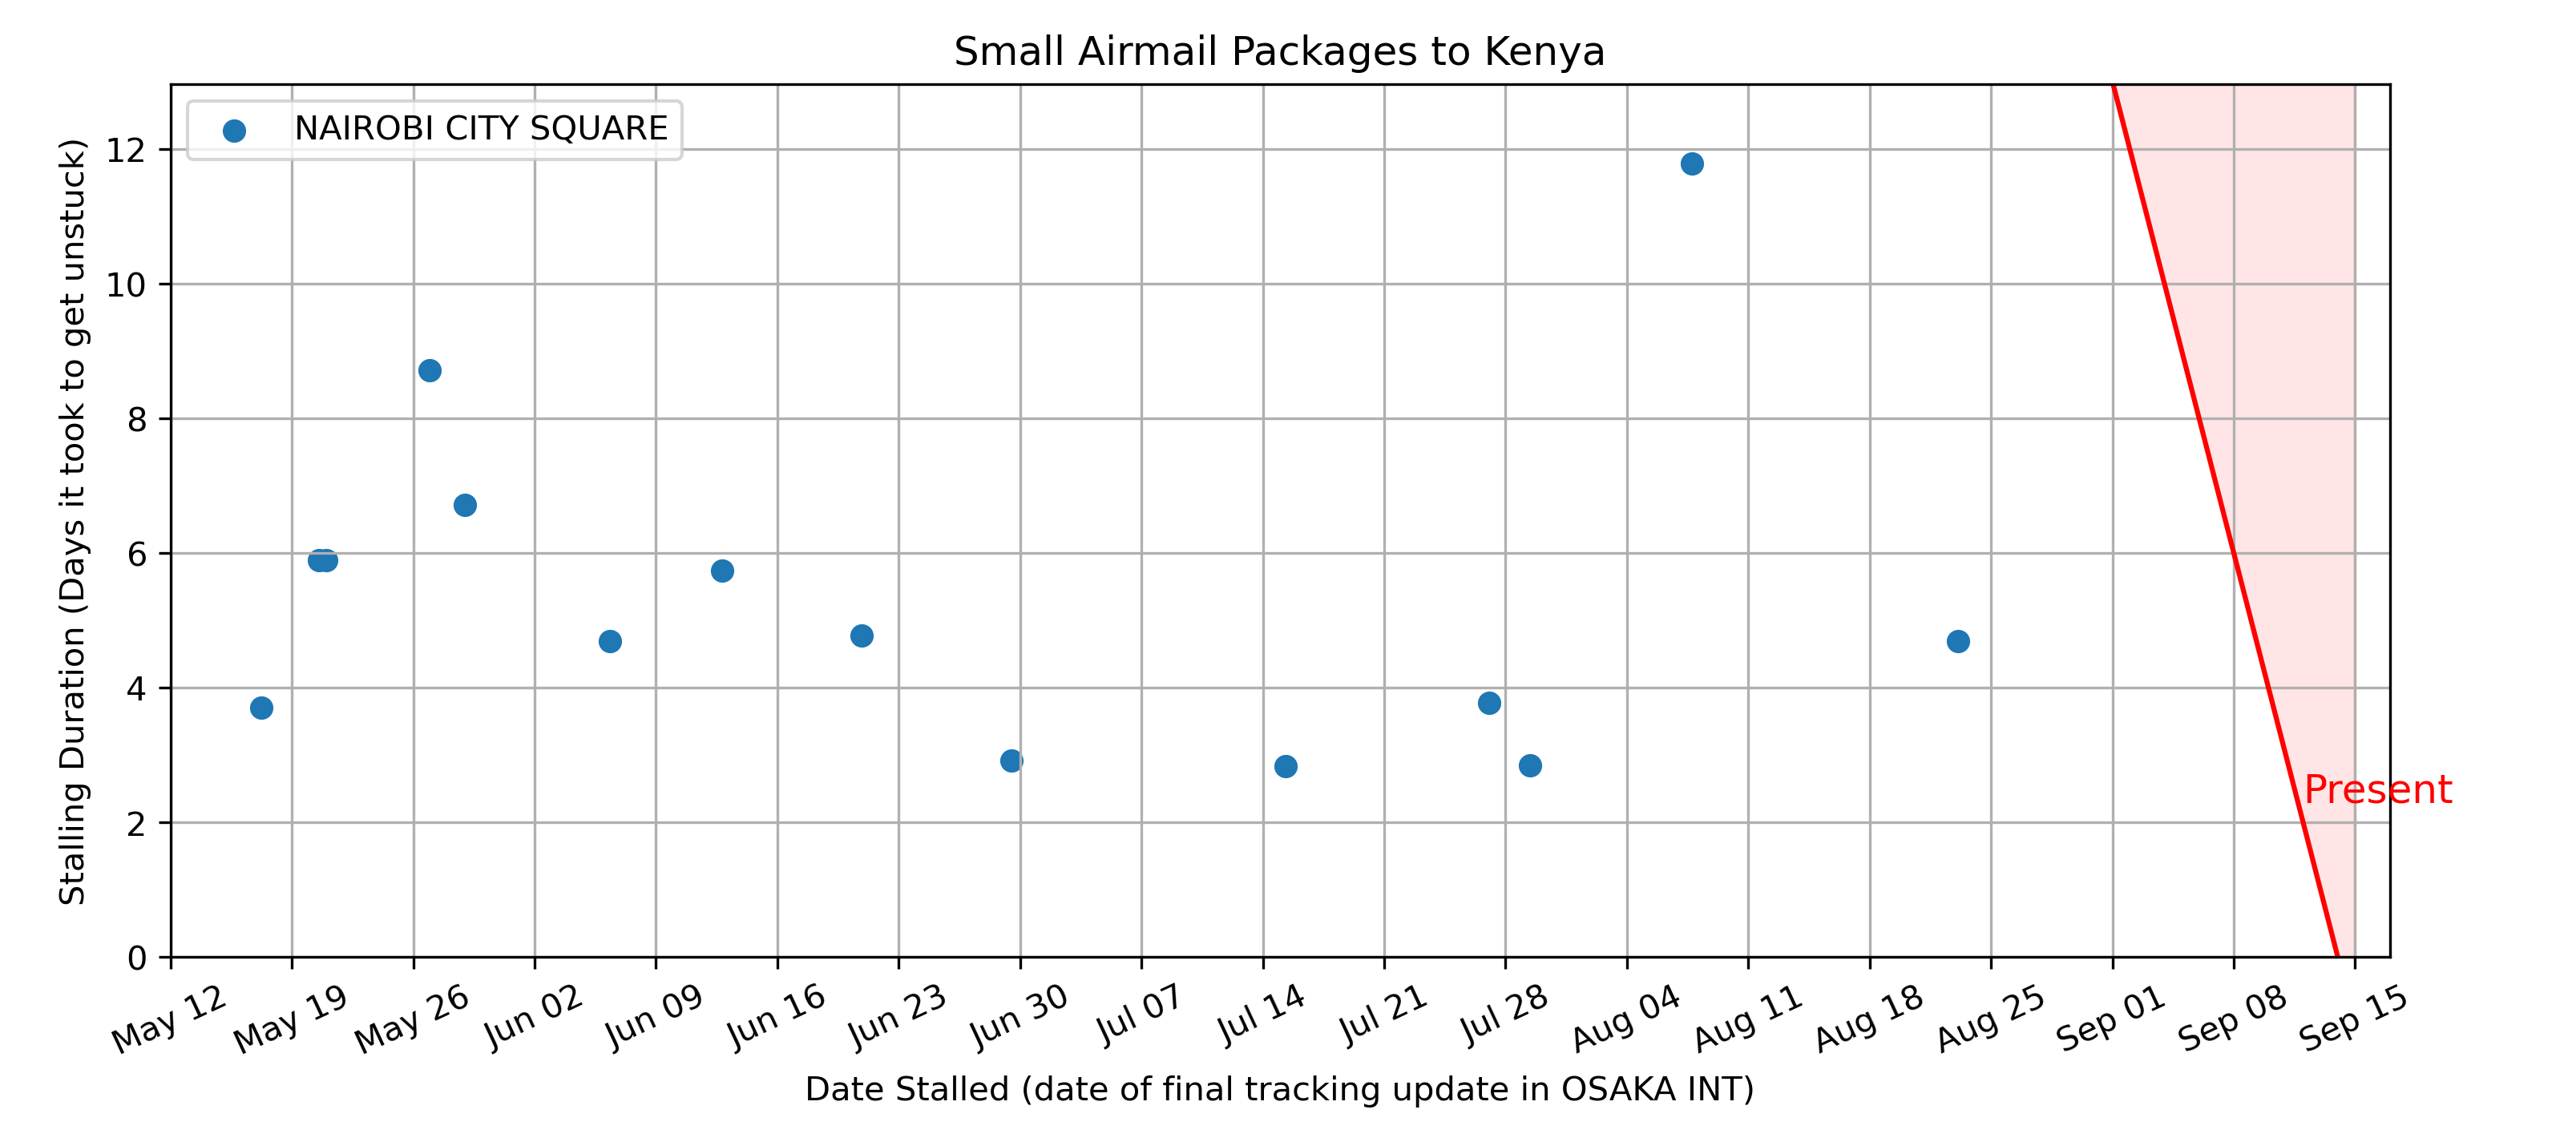 Small Airmail Packages to Kenya
NAIROBI CITY SQUARE
Stalling Duration (Days it took to get unstuck)
12
10
8
6
4
2
0
Present
May 12
May 19
May 26
Jun 02
Jun 09
Jun 16
Jun 23
Jun 30
Jul 07
Jul 14
Jul 21
Jul 28
Aug 04
Aug 11
Aug 18
Aug 25
Sep 01
Sep 08
Sep 15
Date Stalled (date of final tracking update in OSAKA INT)